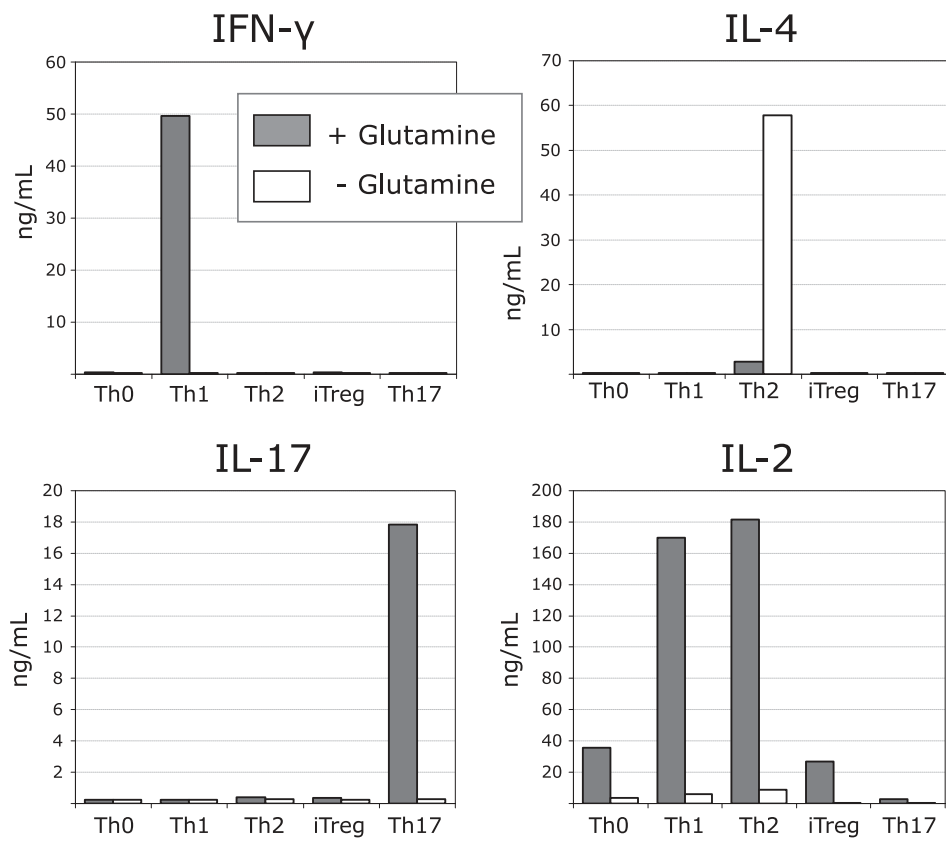 IFN-γ
60
50
40
30
20
10
ng/mL
Th0 Th1 Th2 iTreg Th17
+ Glutamine
- Glutamine
IL-4
70
60
50
40
30
20
10
ng/mL
Th0 Th1 Th2 iTreg Th17
IL-17
20
18
16
14
12
10
8
6
4
2
ng/mL
Th0 Th1 Th2 iTreg Th17
IL-2
200
180
160
140
120
100
80
60
40
20
ng/mL
Th0 Th1 Th2 iTreg Th17